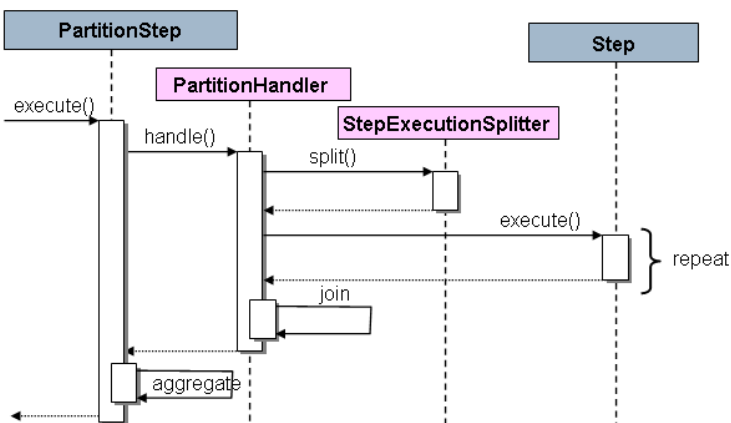 PartitionStep
Step
PartitionHandler
execute()
StepExecutionSplitter
handle()
split()
execute()
repeat
join
aggregate